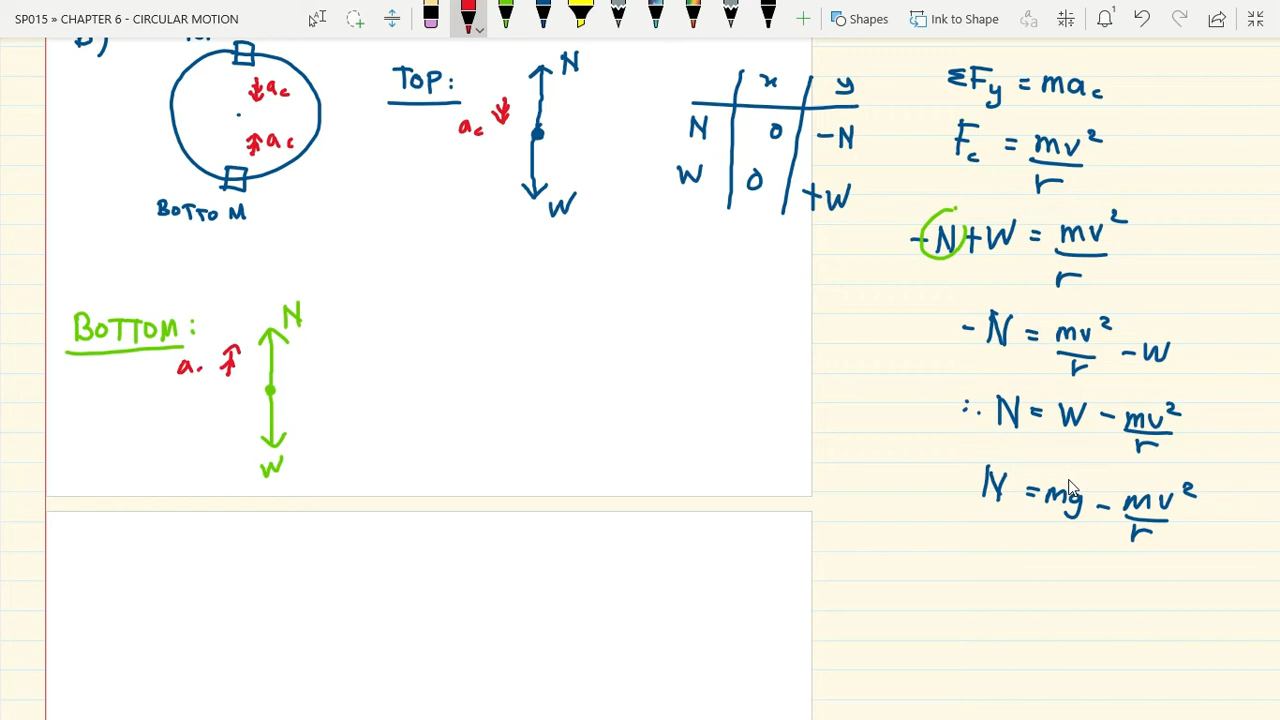 SP015 » CHAPTER 6 - CIRCULAR MOTION
Shapes
Ink to Shape
B)
ac
ac
BOTTOM
TOP:
N
ac
W
x y
N 0 -N
W 0 +W
ΣFy = mac
Fc = mv²/r
-N+W = mv²/r
-N = mv²/r - W
∴ N = W - mv²/r
N = mg - mv²/r
BOTTOM:
N
a.
W